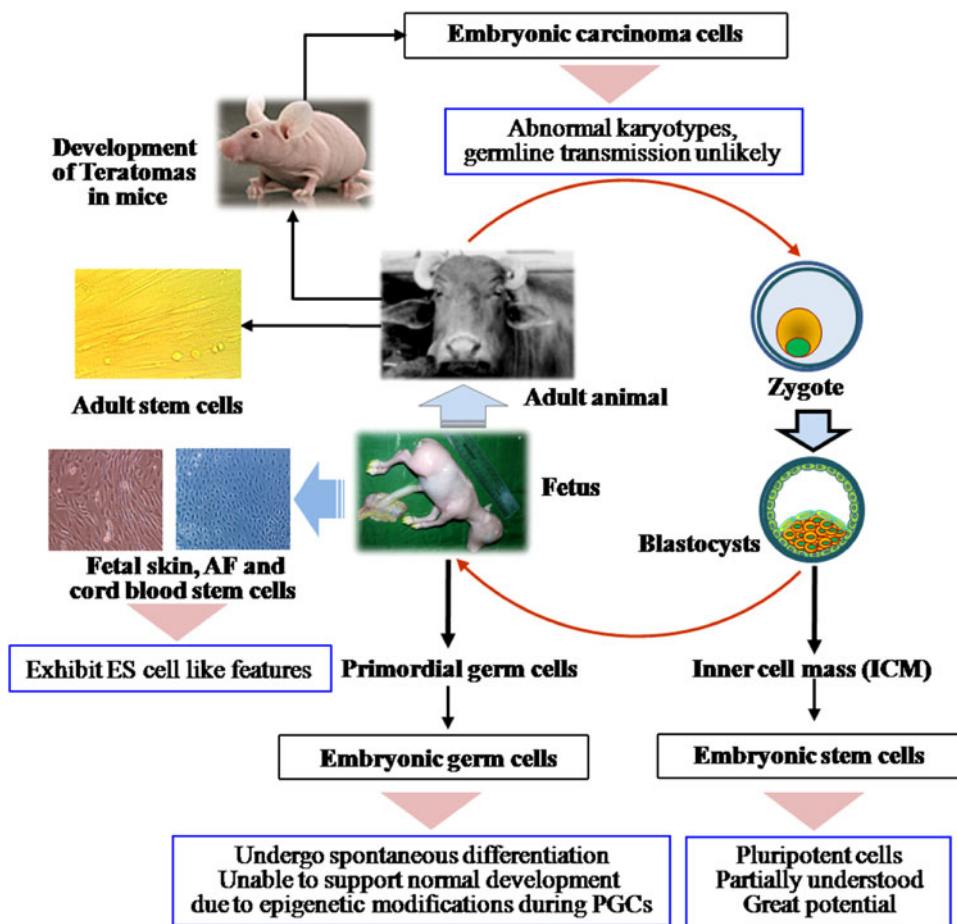 Embryonic carcinoma cells
Abnormal karyotypes,
germline transmission unlikely
Development
of Teratomas
in mice
Adult stem cells
Adult animal
Zygote
Fetus
Blastocysts
Fetal skin, AF and
cord blood stem cells
Exhibit ES cell like features
Primordial germ cells
Inner cell mass (ICM)
Embryonic germ cells
Embryonic stem cells
Undergo spontaneous differentiation
Unable to support normal development
due to epigenetic modifications during PGCs
Pluripotent cells
Partially understood
Great potential